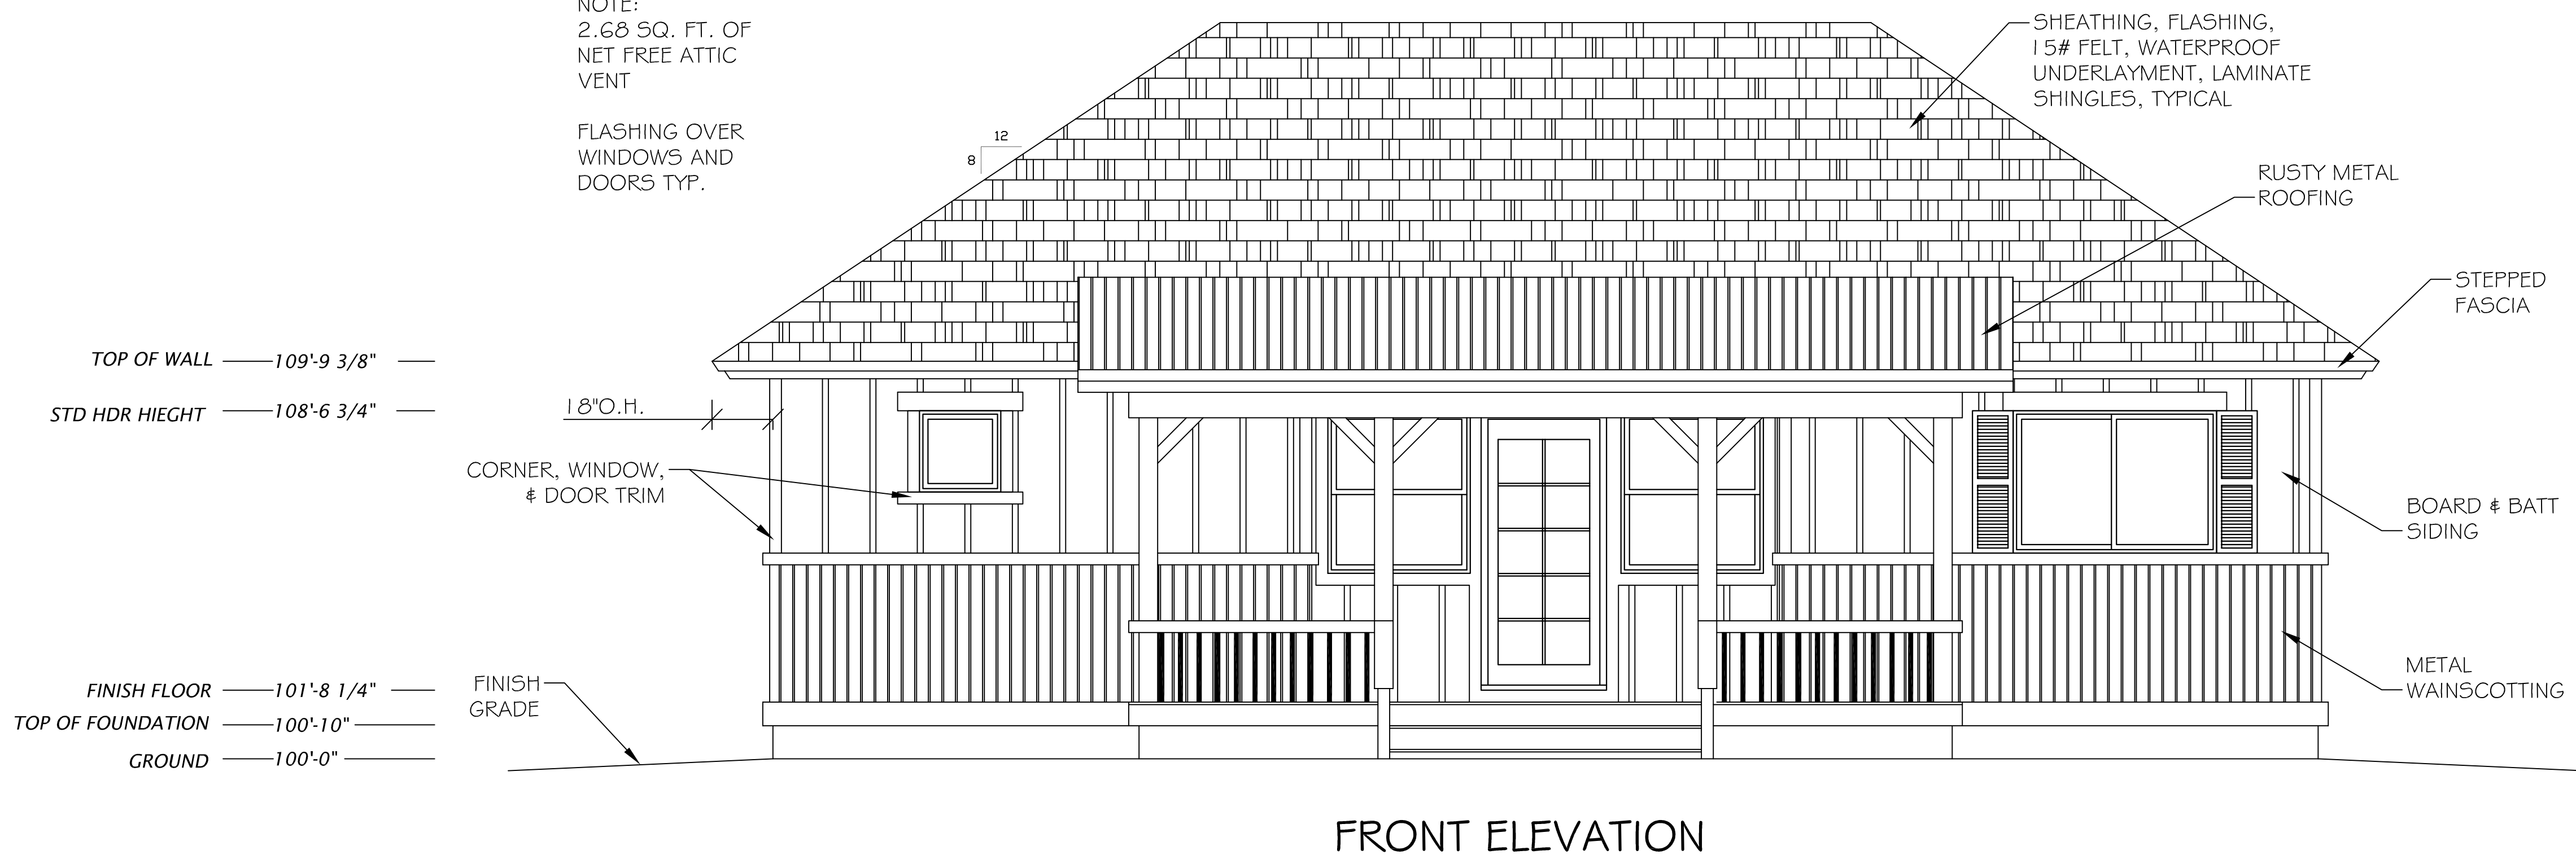 NOTE:
2.68 SQ. FT. OF
NET FREE ATTIC
VENT
FLASHING OVER
WINDOWS AND
DOORS TYP.
12
8
SHEATHING, FLASHING,
15# FELT, WATERPROOF
UNDERLAYMENT, LAMINATE
SHINGLES, TYPICAL
RUSTY METAL
ROOFING
STEPPED
FASCIA
TOP OF WALL 109'-9 3/8"
STD HDR HIEGHT 108'-6 3/4"
18"O.H.
CORNER, WINDOW,
& DOOR TRIM
BOARD & BATT
SIDING
FINISH FLOOR 101'-8 1/4"
TOP OF FOUNDATION 100'-10"
GROUND 100'-0"
FINISH
GRADE
METAL
WAINSCOTTING
FRONT ELEVATION